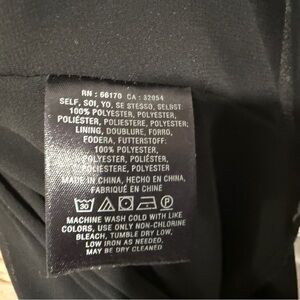 RN : 66170 CA : 32054
SELF, SOI, YO, SE STESSO, SELBST:
100% POLYESTER, POLYESTER,
POLIÉSTER, POLIESTERE, POLYESTER;
LINING, DOUBLURE, FORRO,
FODERA, FUTTERSTOFF:
100% POLYESTER,
POLYESTER, POLIÉSTER,
POLIESTERE, POLYESTER
MADE IN CHINA, HECHO EN CHINA,
FABRIQUÉ EN CHINE
30
MACHINE WASH COLD WITH LIKE
COLORS, USE ONLY NON-CHLORINE
BLEACH, TUMBLE DRY LOW,
LOW IRON AS NEEDED,
MAY BE DRY CLEANED